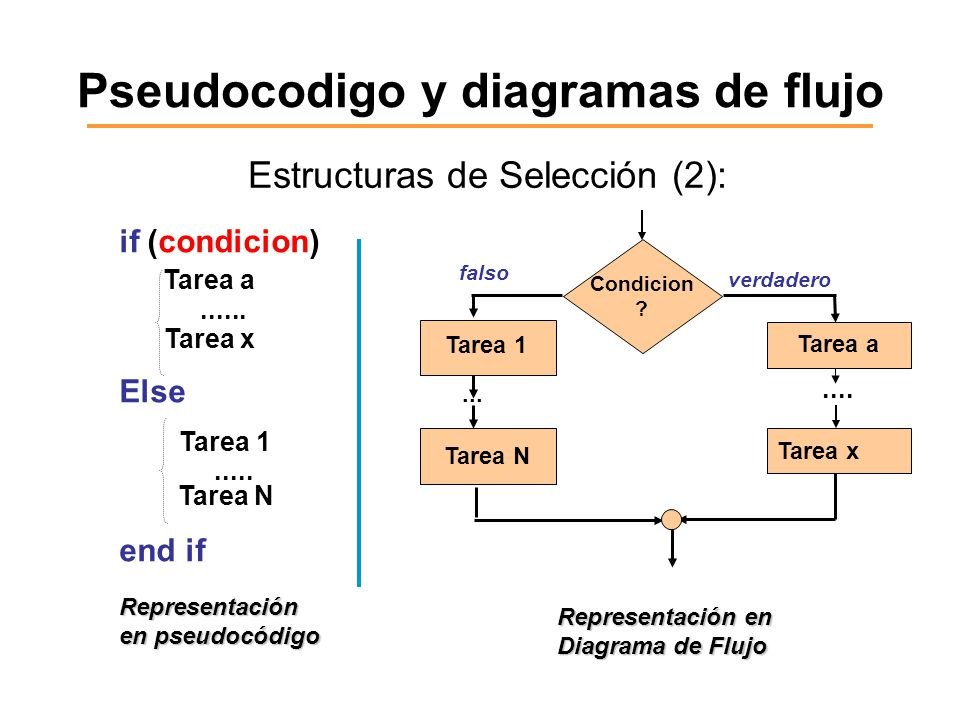 Pseudocodigo y diagramas de flujo
Estructuras de Selección (2):
if (condicion)
Tarea a
......
Tarea x
Else
Tarea 1
.....
Tarea N
end if
Representación
en pseudocódigo
falso
Condicion
?
verdadero
Tarea 1
...
Tarea N
Tarea a
....
Tarea x
Representación en
Diagrama de Flujo